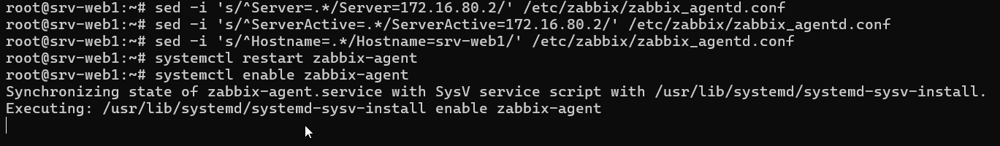 root@srv-web1:~# sed -i 's/^Server=.*/Server=172.16.80.2/' /etc/zabbix/zabbix_agentd.conf
root@srv-web1:~# sed -i 's/^ServerActive=.*/ServerActive=172.16.80.2/' /etc/zabbix/zabbix_agentd.conf
root@srv-web1:~# sed -i 's/^Hostname=.*/Hostname=srv-web1/' /etc/zabbix/zabbix_agentd.conf
root@srv-web1:~# systemctl restart zabbix-agent
root@srv-web1:~# systemctl enable zabbix-agent
Synchronizing state of zabbix-agent.service with SysV service script with /usr/lib/systemd/systemd-sysv-install.
Executing: /usr/lib/systemd/systemd-sysv-install enable zabbix-agent